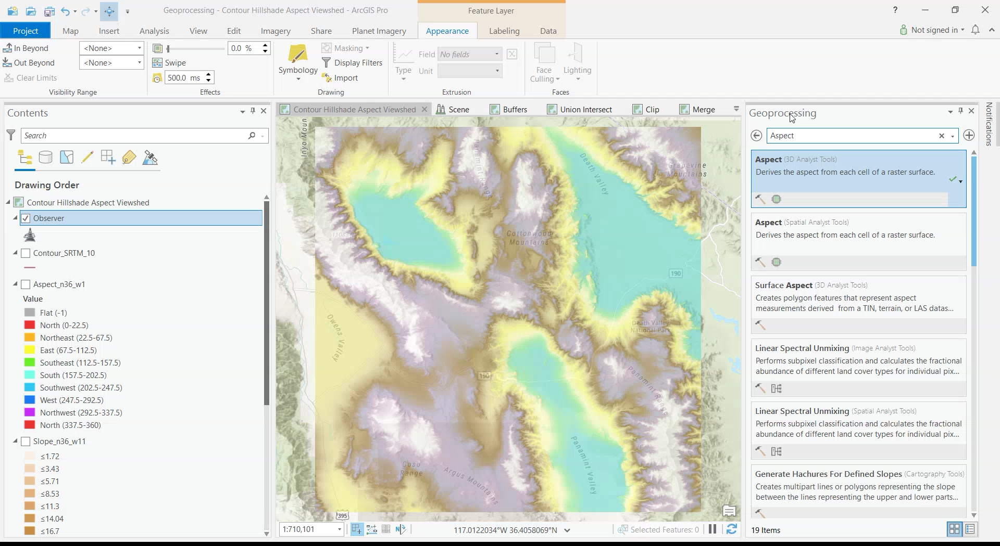 Geoprocessing - Contour Hillshade Aspect Viewshed - ArcGIS Pro
Feature Layer
?
Project
Map
Insert
Analysis
View
Edit
Imagery
Share
Planet Imagery
Appearance
Labeling
Data
Not signed in
In Beyond
<None>
Out Beyond
<None>
Clear Limits
Visibility Range
0.0 %
Swipe
500.0 ms
Effects
Symbology
Masking
Display Filters
Import
Drawing
Type
Field
No fields
Unit
Extrusion
Face
Culling
Lighting
Faces
Contents
Search
Drawing Order
Contour Hillshade Aspect Viewshed
Observer
Contour_SRTM_10
Aspect_n36_w1
Value
Flat (-1)
North (0-22.5)
Northeast (22.5-67.5)
East (67.5-112.5)
Southeast (112.5-157.5)
South (157.5-202.5)
Southwest (202.5-247.5)
West (247.5-292.5)
Northwest (292.5-337.5)
North (337.5-360)
Slope_n36_w11
≤1.72
≤3.43
≤5.71
≤8.53
≤11.3
≤14.04
≤16.7
Contour Hillshade Aspect Viewshed
Scene
Buffers
Union Intersect
Clip
Merge
Inyo Moun
Panamint Range
Death Valley
Grapevine
Mountains
Cottonwood
Mountains
190
Owens Valley
Death Valley
National Park
190
Panamint Range
Coso
Range
Argus Mountains
Panamint Valley
395
1:710,101
117.0122034°W 36.4058069°N
Selected Features: 0
Geoprocessing
Aspect
Aspect (3D Analyst Tools)
Derives the aspect from each cell of a raster surface.
Aspect (Spatial Analyst Tools)
Derives the aspect from each cell of a raster surface.
Surface Aspect (3D Analyst Tools)
Creates polygon features that represent aspect
measurements derived from a TIN, terrain, or LAS datas...
Linear Spectral Unmixing (Image Analyst Tools)
Performs subpixel classification and calculates the fractional
abundance of different land cover types for individual pix...
Linear Spectral Unmixing (Spatial Analyst Tools)
Performs subpixel classification and calculates the fractional
abundance of different land cover types for individual pix...
Generate Hachures For Defined Slopes (Cartography Tools)
Creates multipart lines or polygons representing the slope
between the lines representing the upper and lower parts...
19 Items
Notifications